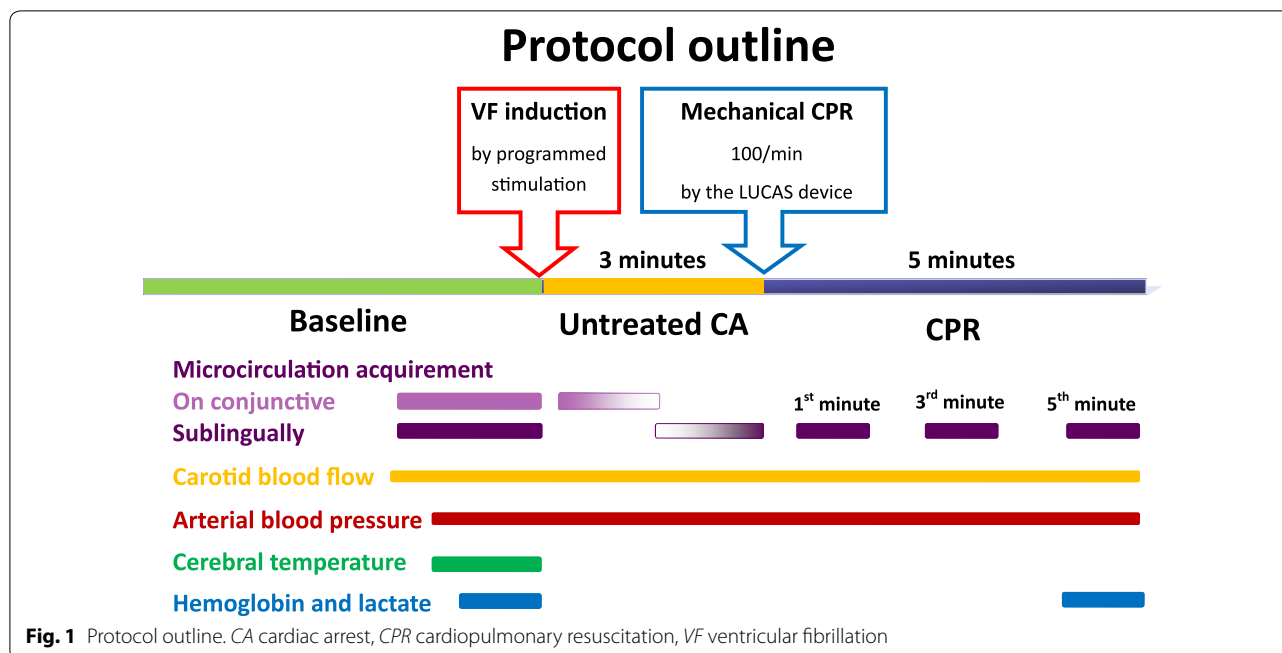 Protocol outline
VF induction
by programmed
stimulation
Mechanical CPR
100/min
by the LUCAS device
3 minutes
5 minutes
Baseline
Untreated CA
CPR
Microcirculation acquirement
On conjunctive
1st minute
3rd minute
5th minute
Sublingually
Carotid blood flow
Arterial blood pressure
Cerebral temperature
Hemoglobin and lactate
Fig. 1 Protocol outline. CA cardiac arrest, CPR cardiopulmonary resuscitation, VF ventricular fibrillation